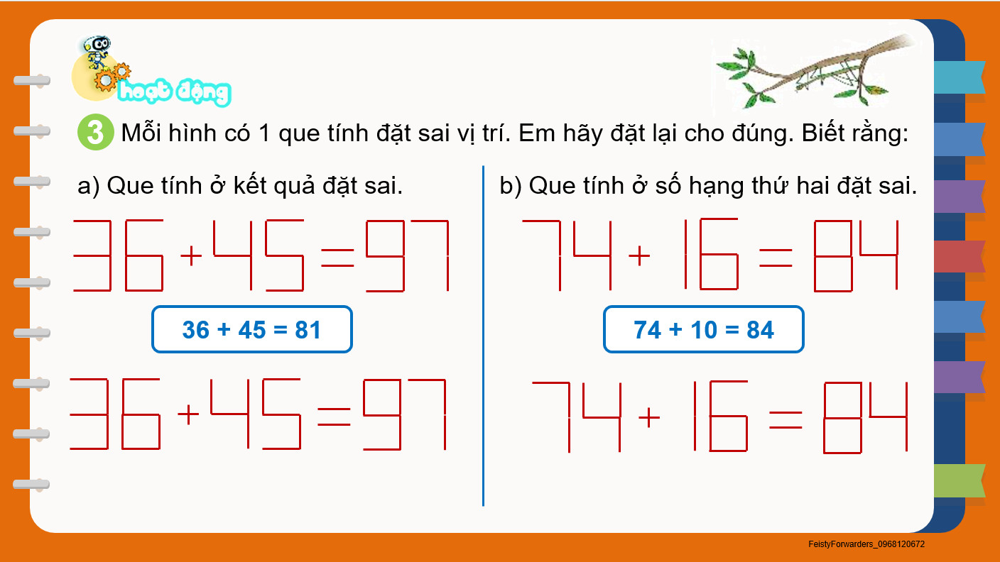 hoạt động
3 Mỗi hình có 1 que tính đặt sai vị trí. Em hãy đặt lại cho đúng. Biết rằng:
a) Que tính ở kết quả đặt sai.
b) Que tính ở số hạng thứ hai đặt sai.
36 + 45 = 97
74 + 16 = 84
36 + 45 = 81
74 + 10 = 84
36 + 45 = 97
74 + 16 = 84
FeistyForwarders_0968120672